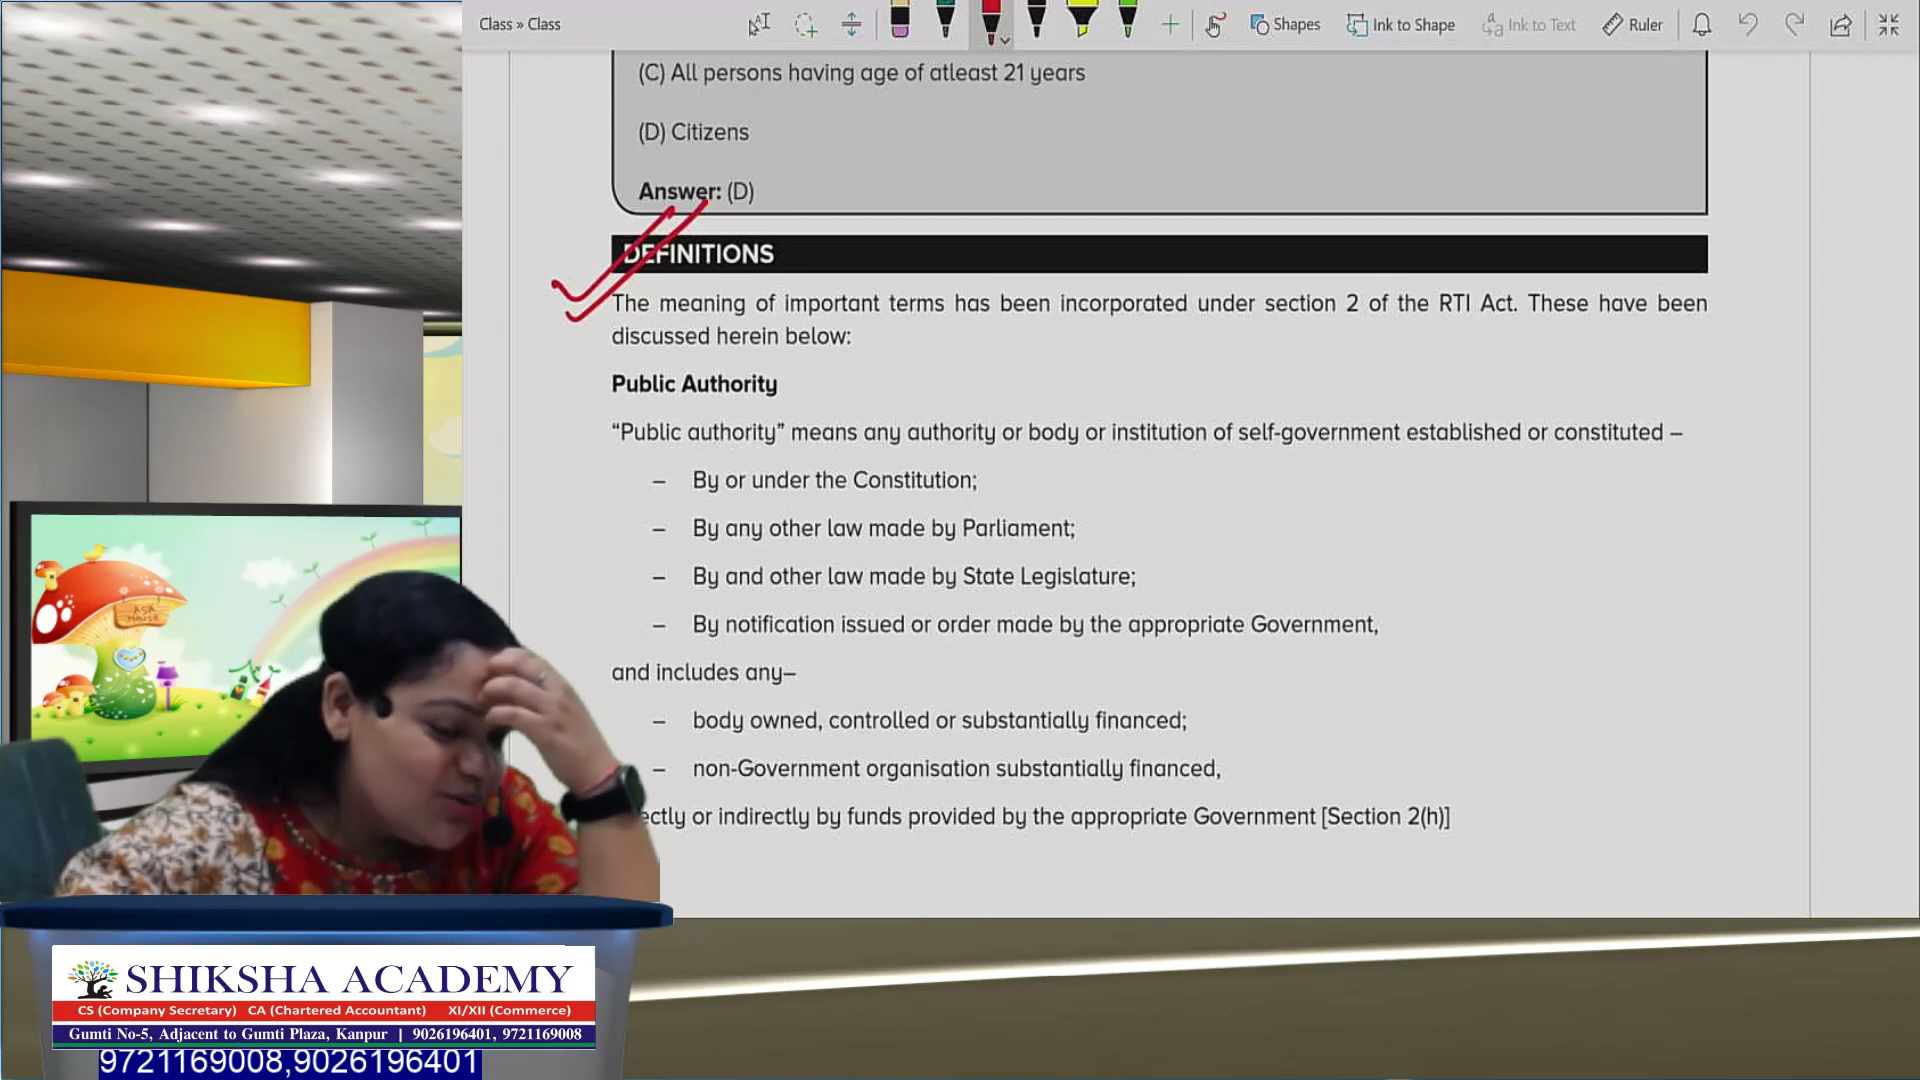 Class » Class
Shapes
Ink to Shape
Ink to Text
Ruler
(C) All persons having age of atleast 21 years
(D) Citizens
Answer: (D)
DEFINITIONS
The meaning of important terms has been incorporated under section 2 of the RTI Act. These have been
discussed herein below:
Public Authority
“Public authority” means any authority or body or institution of self-government established or constituted –
– By or under the Constitution;
– By any other law made by Parliament;
– By and other law made by State Legislature;
– By notification issued or order made by the appropriate Government,
and includes any–
– body owned, controlled or substantially financed;
– non-Government organisation substantially financed,
ectly or indirectly by funds provided by the appropriate Government [Section 2(h)]
ASA
HOUSE
SHIKSHA ACADEMY
CS (Company Secretary) CA (Chartered Accountant) XI/XII (Commerce)
Gumti No-5, Adjacent to Gumti Plaza, Kanpur | 9026196401, 9721169008
9721169008,9026196401